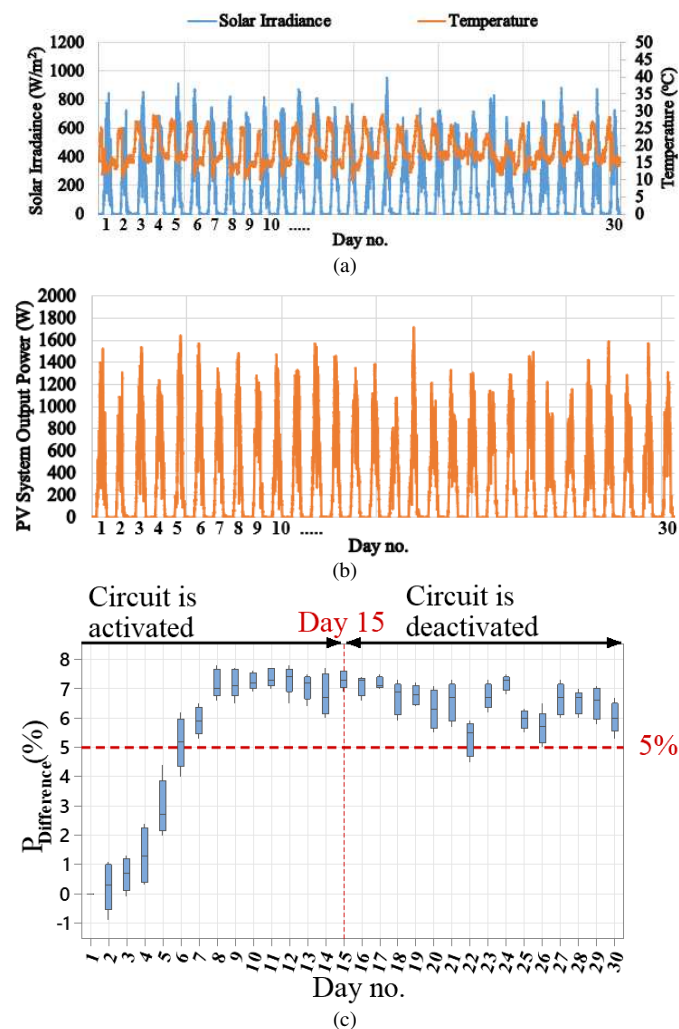 Solar Irradiance Temperature
1200 50
1000 45
40
800 35
600 30
25
400 20
15
200 10
5
0 0
Solar Irradaince (W/m²)
Temperature (ºC)
1 2 3 4 5 6 7 8 9 10 ..... 30
Day no.
(a)
2000
1800
1600
1400
1200
1000
800
600
400
200
0
PV System Output Power (W)
1 2 3 4 5 6 7 8 9 10 ..... 30
Day no.
(b)
Circuit is
activated
Day 15
Circuit is
deactivated
8
7
6
5
4
3
2
1
0
-1
P Difference (%)
5%
1 2 3 4 5 6 7 8 9 10 11 12 13 14 15 16 17 18 19 20 21 22 23 24 25 26 27 28 29 30
Day no.
(c)